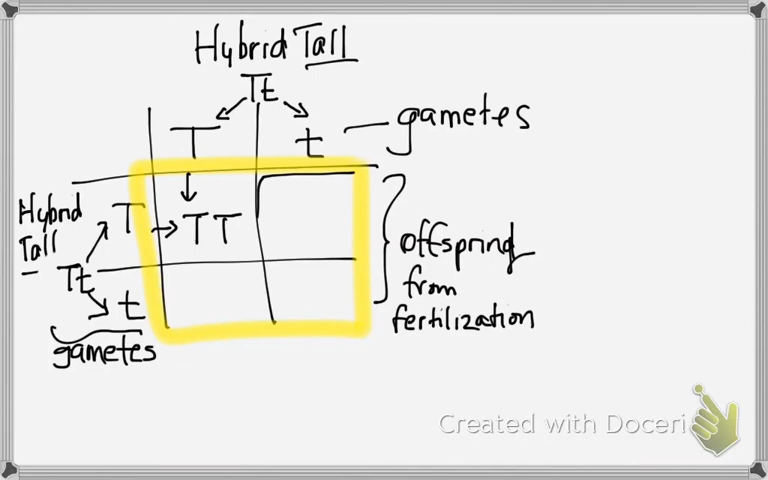 Hybrid Tall
Tt
T t gametes
Hybrid
Tall
T TT
Tt
t
gametes
offspring
from
fertilization
Created with Doceri